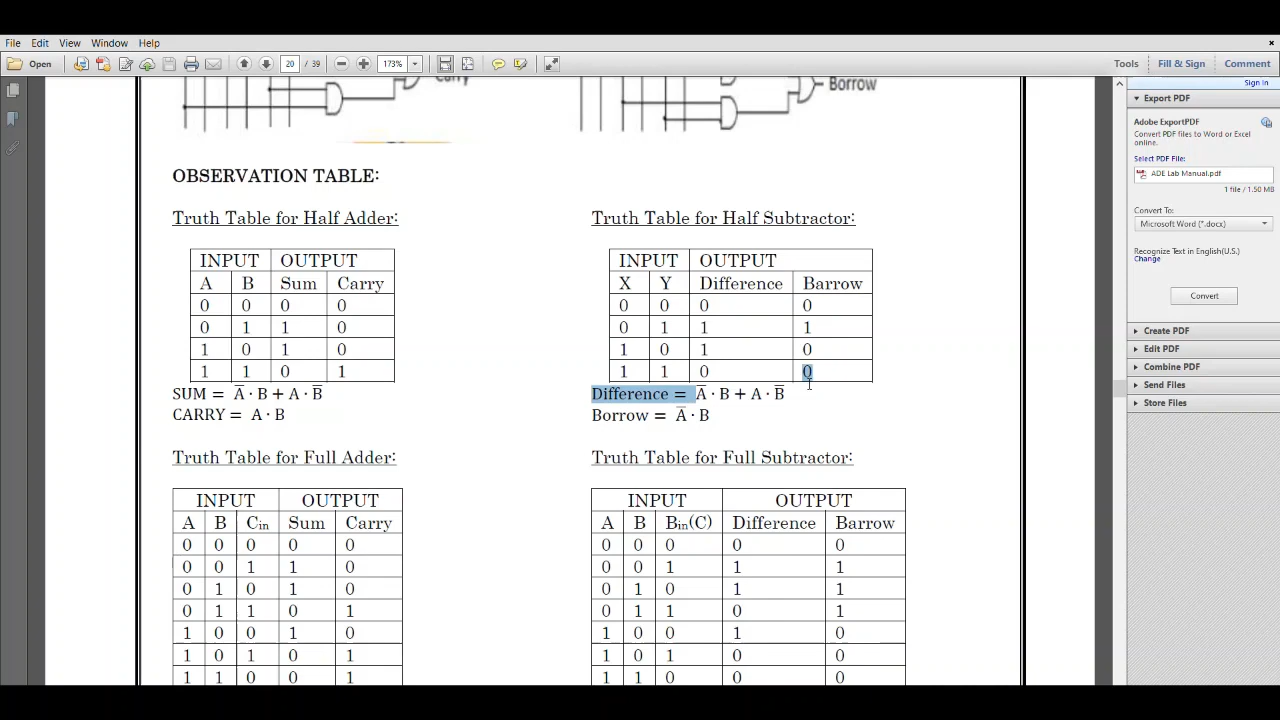 File Edit View Window Help ×
Open 20 / 39 173% Tools Fill & Sign Comment
Carry
Borrow
OBSERVATION TABLE:
Truth Table for Half Adder:
INPUT OUTPUT
A B Sum Carry
0 0 0 0
0 1 1 0
1 0 1 0
1 1 0 1
SUM = A̅ · B + A · B̅
CARRY = A · B
Truth Table for Half Subtractor:
INPUT OUTPUT
X Y Difference Barrow
0 0 0 0
0 1 1 1
1 0 1 0
1 1 0 0
Difference = A̅ · B + A · B̅
Borrow = A̅ · B
Truth Table for Full Adder:
INPUT OUTPUT
A B Cin Sum Carry
0 0 0 0 0
0 0 1 1 0
0 1 0 1 0
0 1 1 0 1
1 0 0 1 0
1 0 1 0 1
1 1 0 0 1
Truth Table for Full Subtractor:
INPUT OUTPUT
A B Bin(C) Difference Barrow
0 0 0 0 0
0 0 1 1 1
0 1 0 1 1
0 1 1 0 1
1 0 0 1 0
1 0 1 0 0
1 1 0 0 0
Sign In
Export PDF
Adobe ExportPDF
Convert PDF files to Word or Excel
online.
Select PDF File:
ADE Lab Manual.pdf
1 file / 1.50 MB
Convert To:
Microsoft Word (*.docx)
Recognize Text in English(U.S.)
Change
Convert
Create PDF
Edit PDF
Combine PDF
Send Files
Store Files